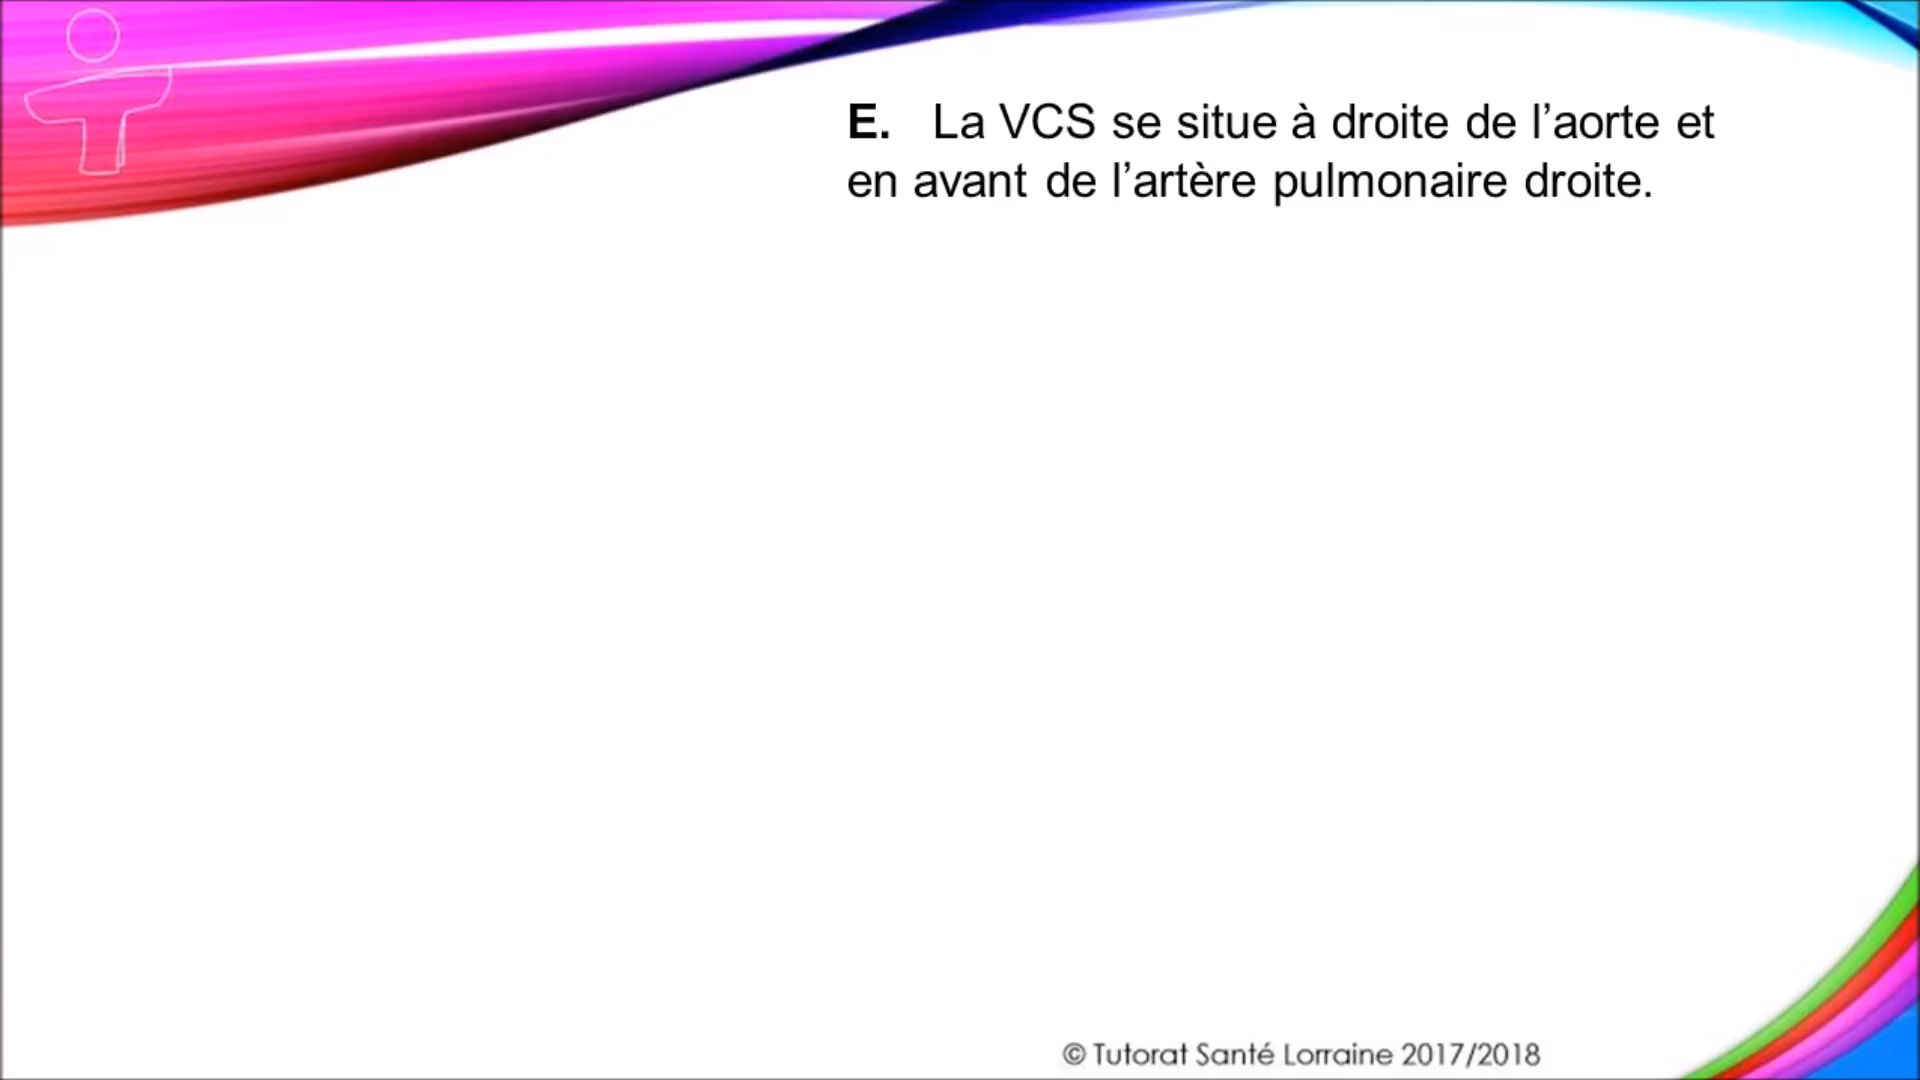 E. La VCS se situe à droite de l’aorte et
en avant de l’artère pulmonaire droite.
© Tutorat Santé Lorraine 2017/2018